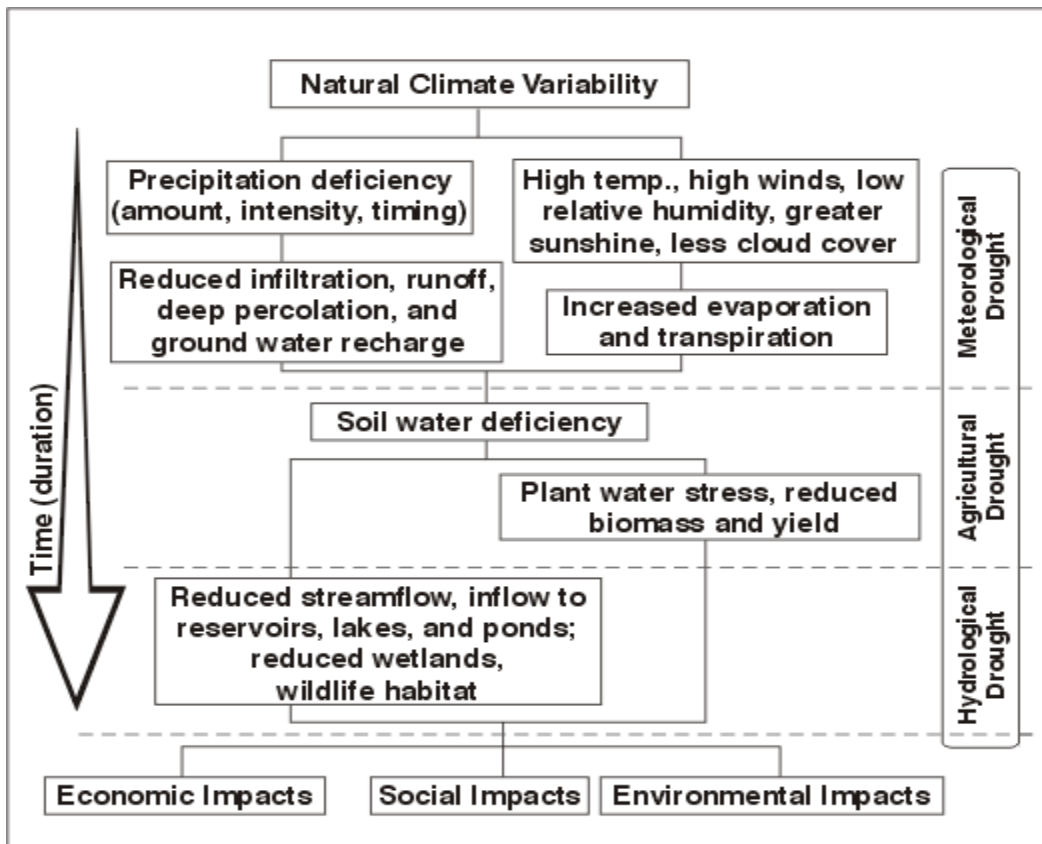 Natural Climate Variability
Precipitation deficiency
(amount, intensity, timing)
High temp., high winds, low
relative humidity, greater
sunshine, less cloud cover
Reduced infiltration, runoff,
deep percolation, and
ground water recharge
Increased evaporation
and transpiration
Soil water deficiency
Plant water stress, reduced
biomass and yield
Reduced streamflow, inflow to
reservoirs, lakes, and ponds;
reduced wetlands,
wildlife habitat
Economic Impacts
Social Impacts
Environmental Impacts
Time (duration)
Meteorological
Drought
Agricultural
Drought
Hydrological
Drought